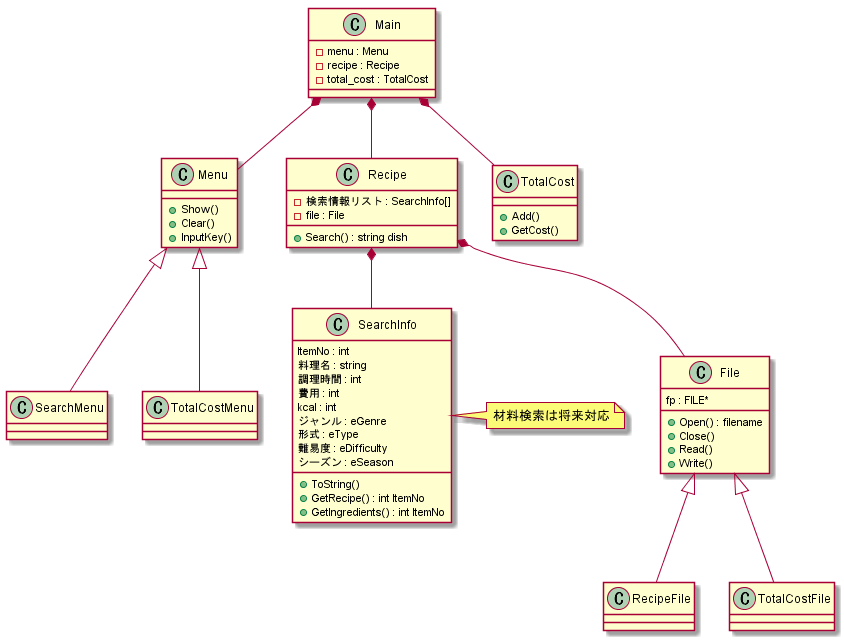 C Main
menu : Menu
recipe : Recipe
total_cost : TotalCost
C Menu
Show()
Clear()
InputKey()
C Recipe
検索情報リスト : SearchInfo[]
file : File
Search() : string dish
C TotalCost
Add()
GetCost()
C SearchInfo
ItemNo : int
料理名 : string
調理時間 : int
費用 : int
kcal : int
ジャンル : eGenre
形式 : eType
難易度 : eDifficulty
シーズン : eSeason
ToString()
GetRecipe() : int ItemNo
GetIngredients() : int ItemNo
材料検索は将来対応
C File
fp : FILE*
Open() : filename
Close()
Read()
Write()
C SearchMenu
C TotalCostMenu
C RecipeFile
C TotalCostFile